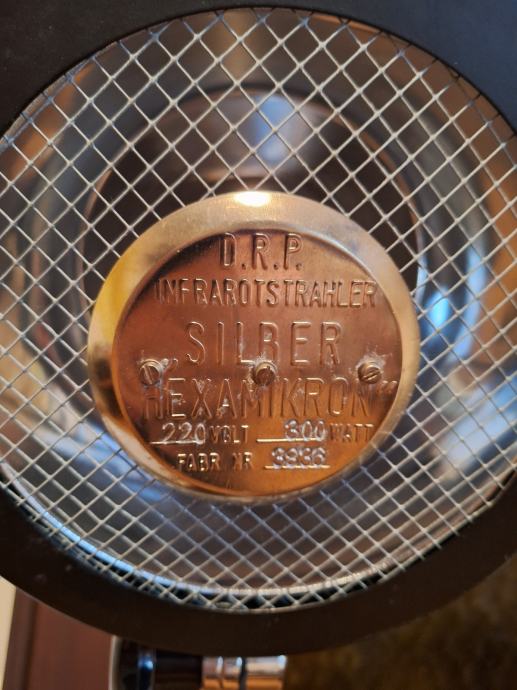 D.R.P.
INFRAROTSTRAHLER
„SILBER
HEXAMIKRON"
220 VOLT 300 WATT
FABR. NR